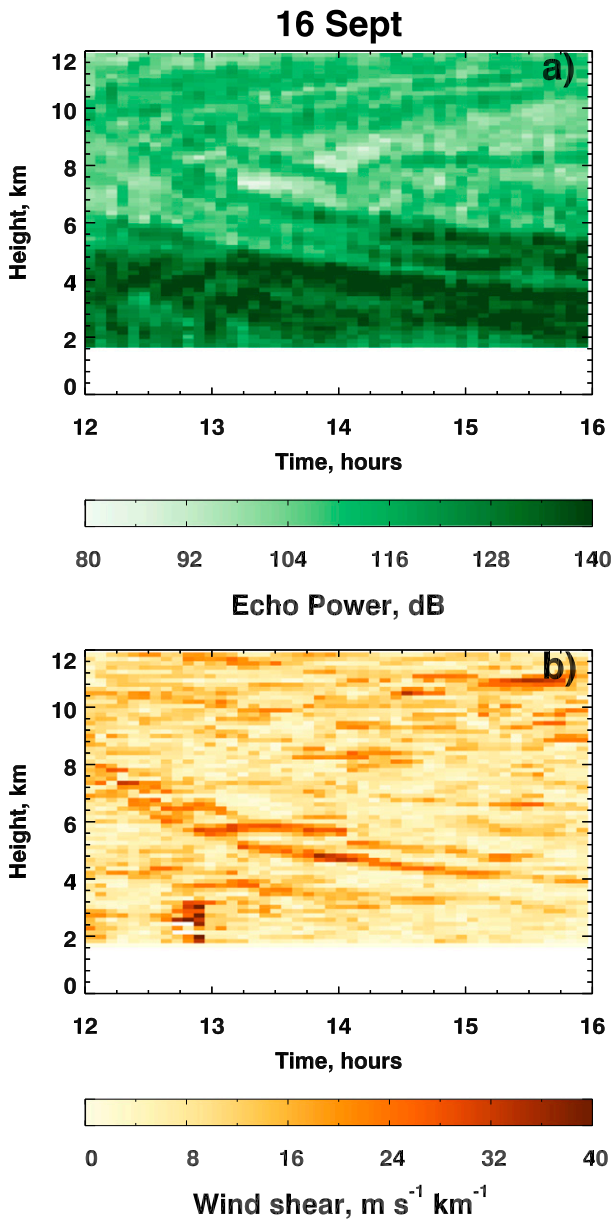 16 Sept
a)
12
10
8
6
4
2
0
Height, km
12 13 14 15 16
Time, hours
80 92 104 116 128 140
Echo Power, dB
b)
12
10
8
6
4
2
0
Height, km
12 13 14 15 16
Time, hours
0 8 16 24 32 40
Wind shear, m s⁻¹ km⁻¹